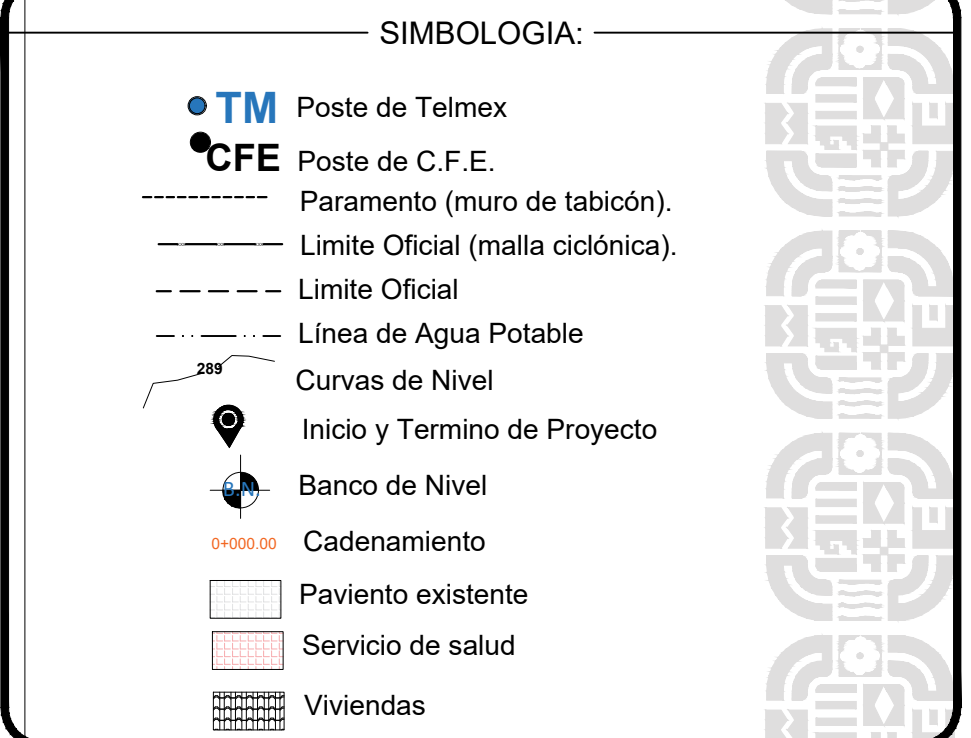 SIMBOLOGIA:
TM Poste de Telmex
CFE Poste de C.F.E.
Paramento (muro de tabicón).
Limite Oficial (malla ciclónica).
Limite Oficial
Línea de Agua Potable
289 Curvas de Nivel
Inicio y Termino de Proyecto
B.N. Banco de Nivel
0+000.00 Cadenamiento
Paviento existente
Servicio de salud
Viviendas